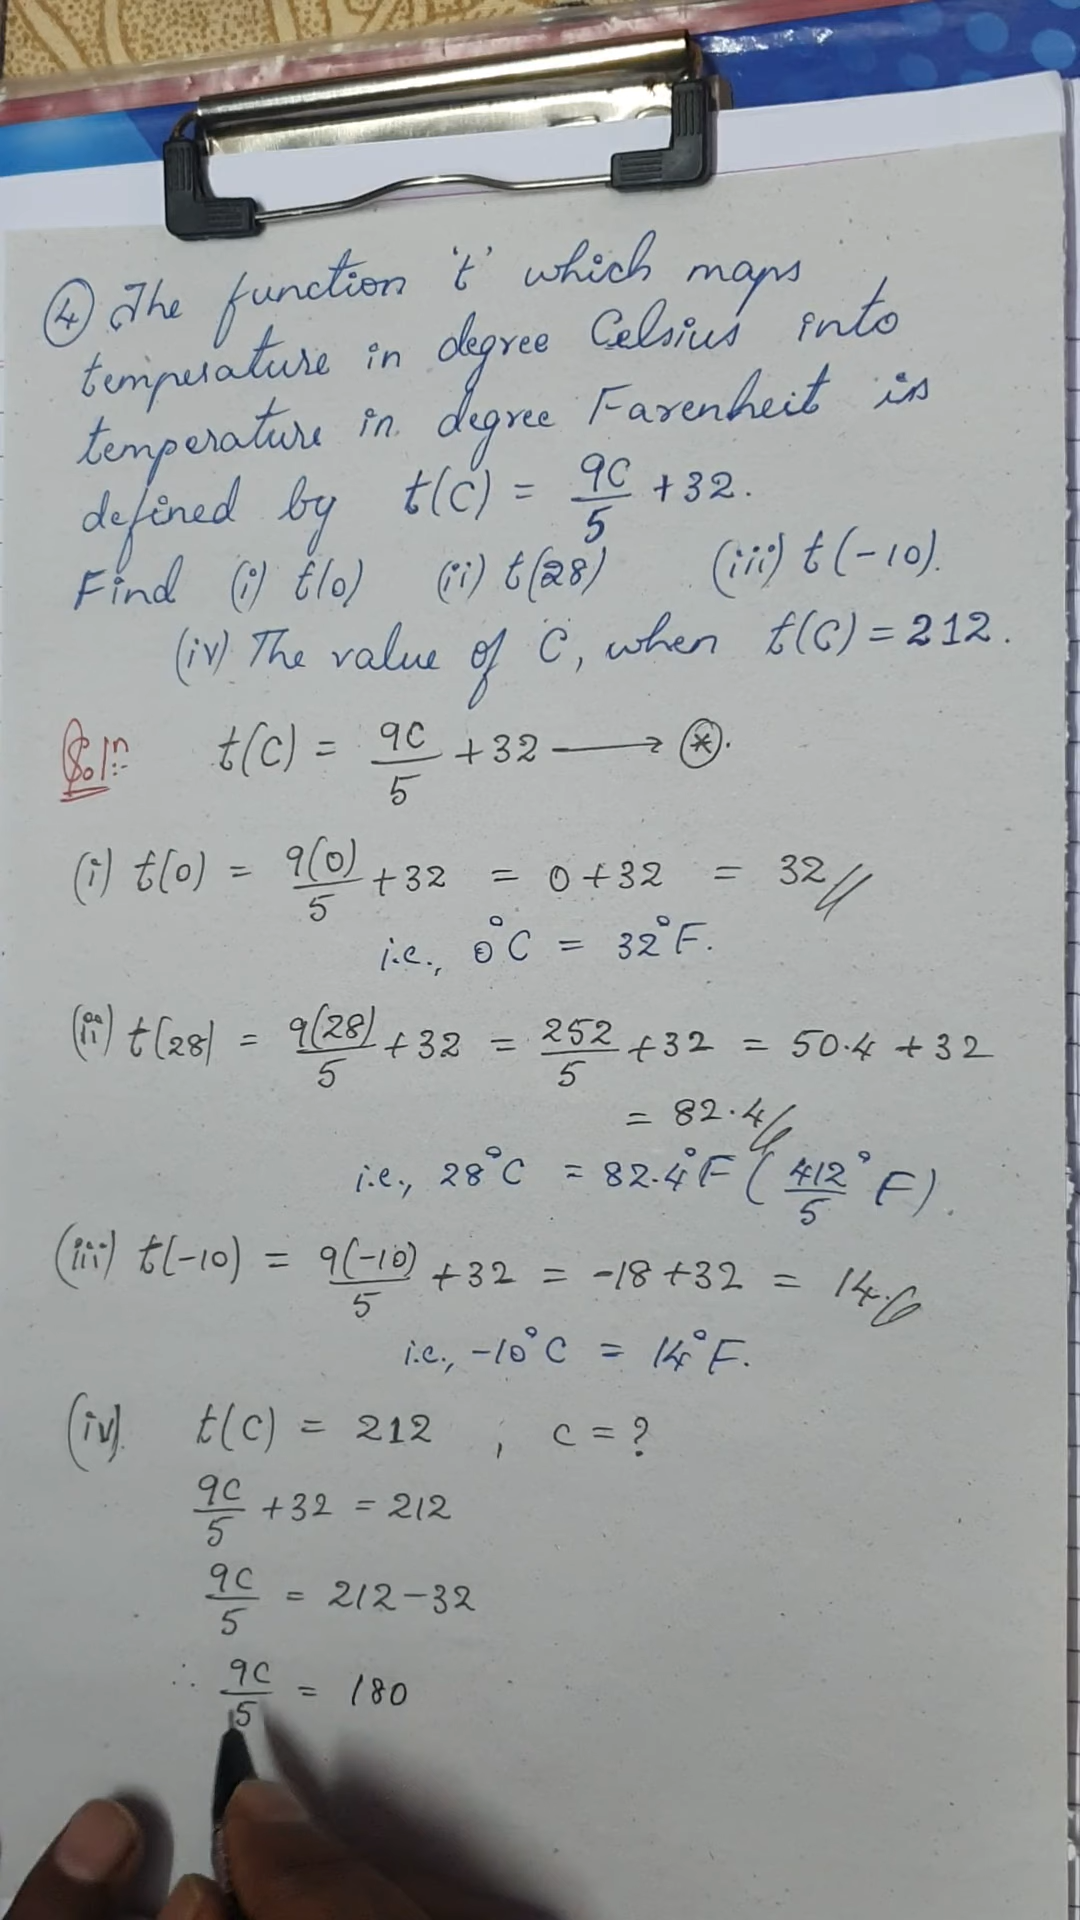 ④ The function 't' which maps
temperature in degree Celsius into
temperature in degree Farenheit is
defined by t(C) = 9C/5 + 32.
Find (i) t(0) (ii) t(28) (iii) t(-10).
(iv) The value of C, when t(C) = 212.
Soln:- t(C) = 9C/5 + 32 ⟶ ⊛.
(i) t(0) = 9(0)/5 + 32 = 0 + 32 = 32//
i.e., 0°C = 32°F.
(ii) t(28) = 9(28)/5 + 32 = 252/5 + 32 = 50.4 + 32
= 82.4//
i.e., 28°C = 82.4°F (412/5 °F).
(iii) t(-10) = 9(-10)/5 + 32 = -18 + 32 = 14.//
i.e., -10°C = 14°F.
(iv) t(C) = 212 , C = ?
9C/5 + 32 = 212
9C/5 = 212 - 32
∴ 9C/5 = 180